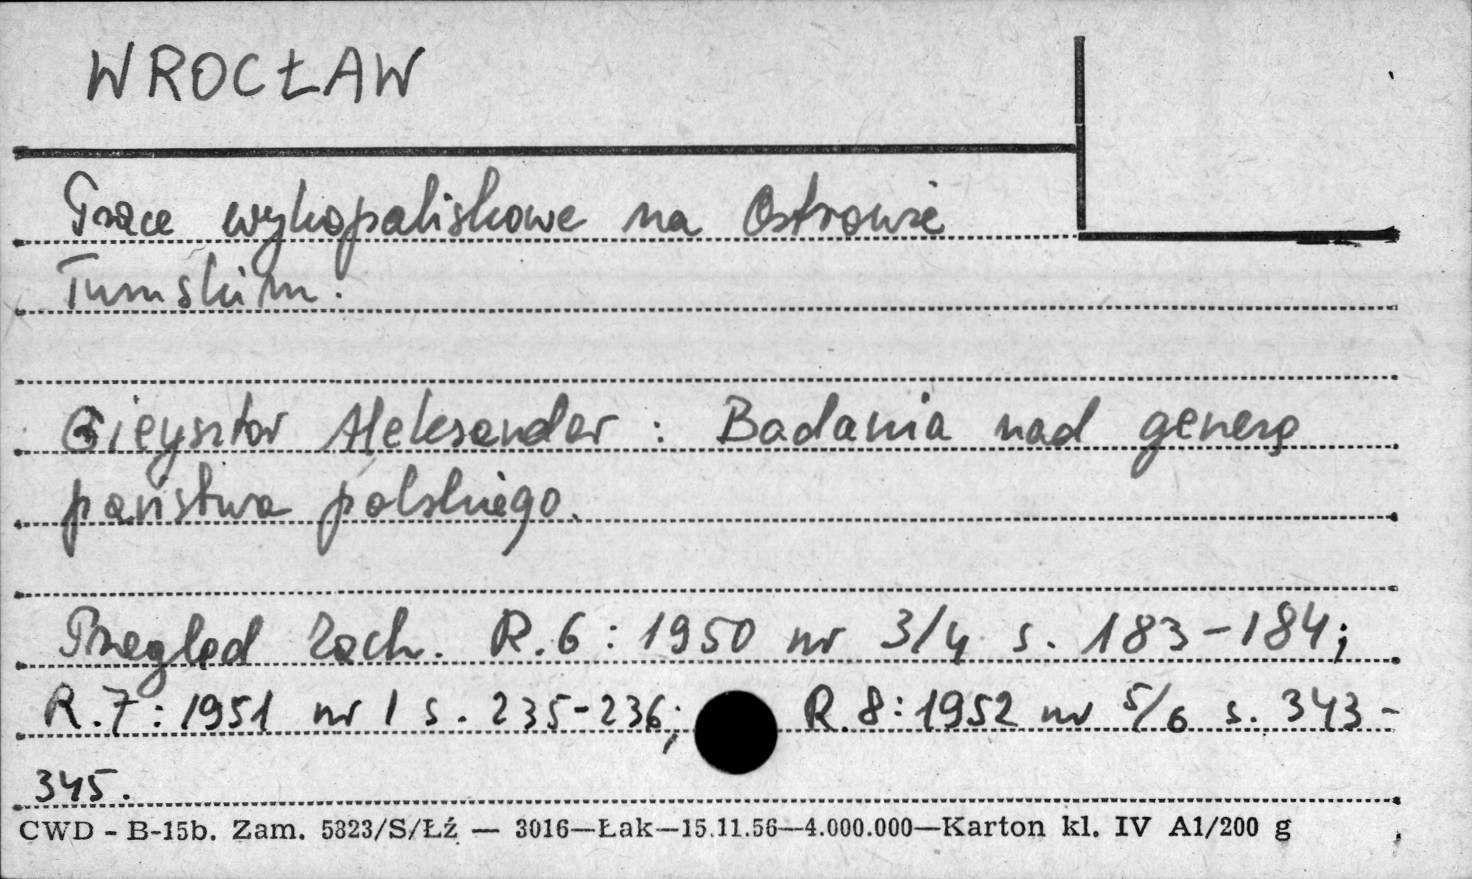 WROCŁAW
Prace wykopaliskowe na Ostrowie
Tumskim.
Gieysztor Aleksander : Badania nad genezą
państwa polskiego.
Przegląd Zach. R.6 : 1950 nr 3/4 s. 183-184;
R.7 : 1951 nr 1 s. 235-236; R.8 : 1952 nr 5/6 s. 343-
345.
CWD - B-15b. Zam. 5323/S/Łź — 3016—Łak—15.11.56—4.000.000—Karton kl. IV A1/200 g